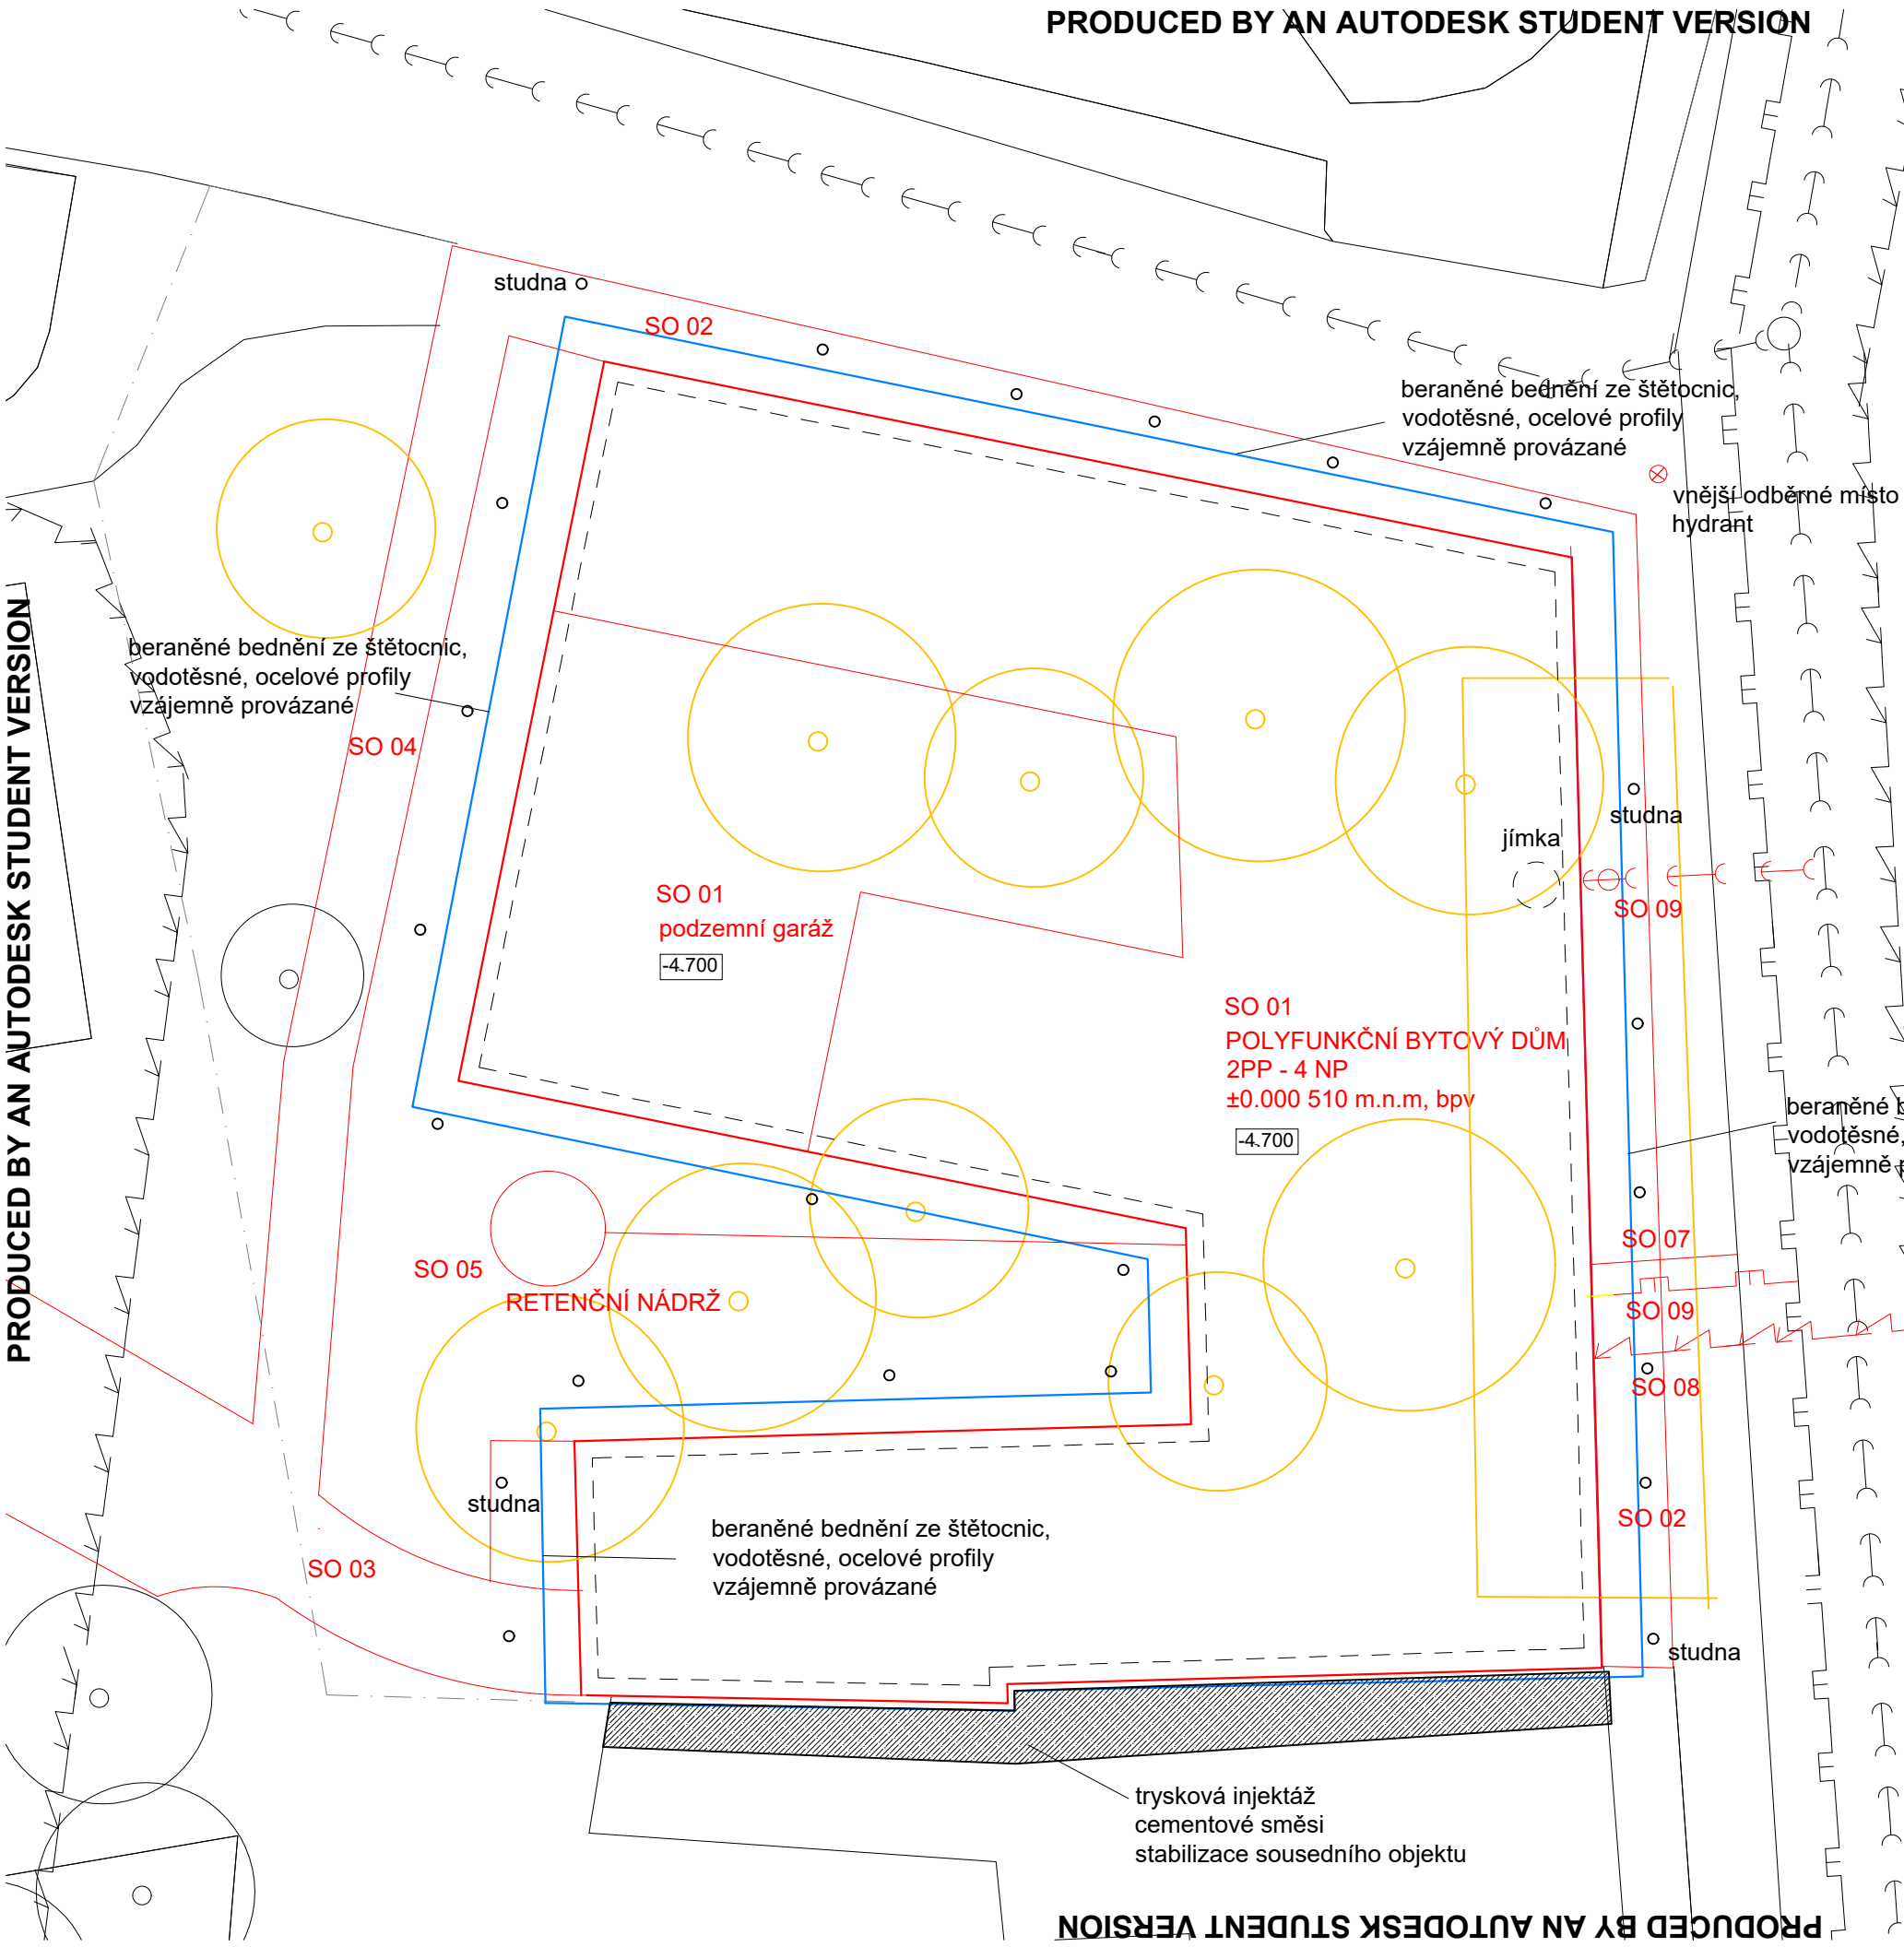 PRODUCED BY AN AUTODESK STUDENT VERSION
studna
SO 02
beraněné bednění ze štětocnic,
vodotěsné, ocelové profily
vzájemně provázané
vnější odběrné místo
hydrant
beraněné bednění ze štětocnic,
vodotěsné, ocelové profily
vzájemně provázané
SO 04
PRODUCED BY AN AUTODESK STUDENT VERSION
studna
jímka
SO 01
podzemní garáž
-4.700
SO 09
SO 01
POLYFUNKČNÍ BYTOVÝ DŮM
2PP - 4 NP
±0.000 510 m.n.m, bpv
-4.700
beraněné
vodotěsné,
vzájemně
SO 07
SO 05
RETENČNÍ NÁDRŽ
SO 09
SO 08
studna
SO 02
beraněné bednění ze štětocnic,
vodotěsné, ocelové profily
vzájemně provázané
SO 03
studna
trysková injektáž
cementové směsi
stabilizace sousedního objektu
PRODUCED BY AN AUTODESK STUDENT VERSION